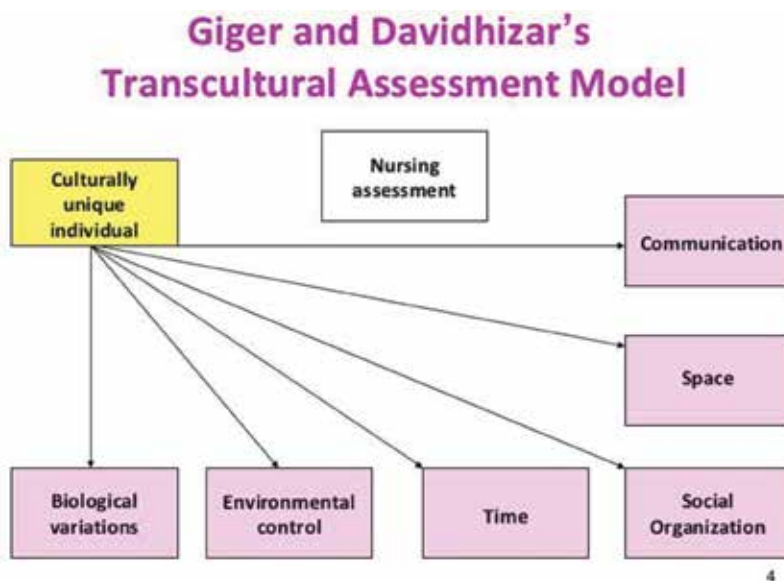 Giger and Davidhizar’s
Transcultural Assessment Model
Nursing
assessment
Culturally
unique
individual
Communication
Space
Biological
variations
Environmental
control
Time
Social
Organization
4